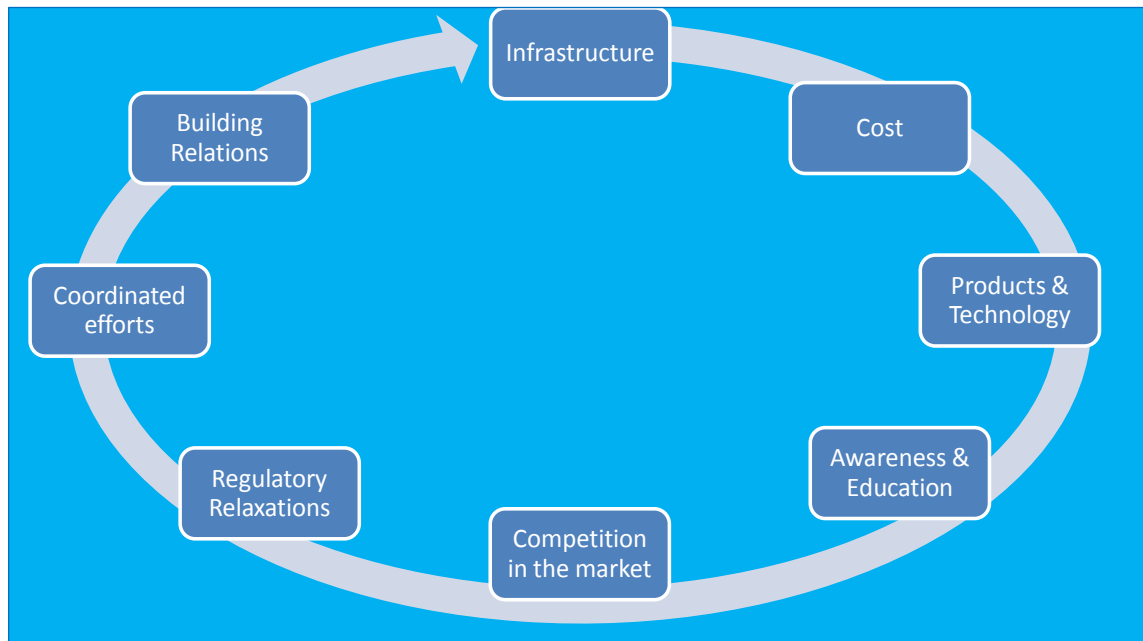 Infrastructure
Cost
Products &
Technology
Awareness &
Education
Competition
in the market
Regulatory
Relaxations
Coordinated
efforts
Building
Relations